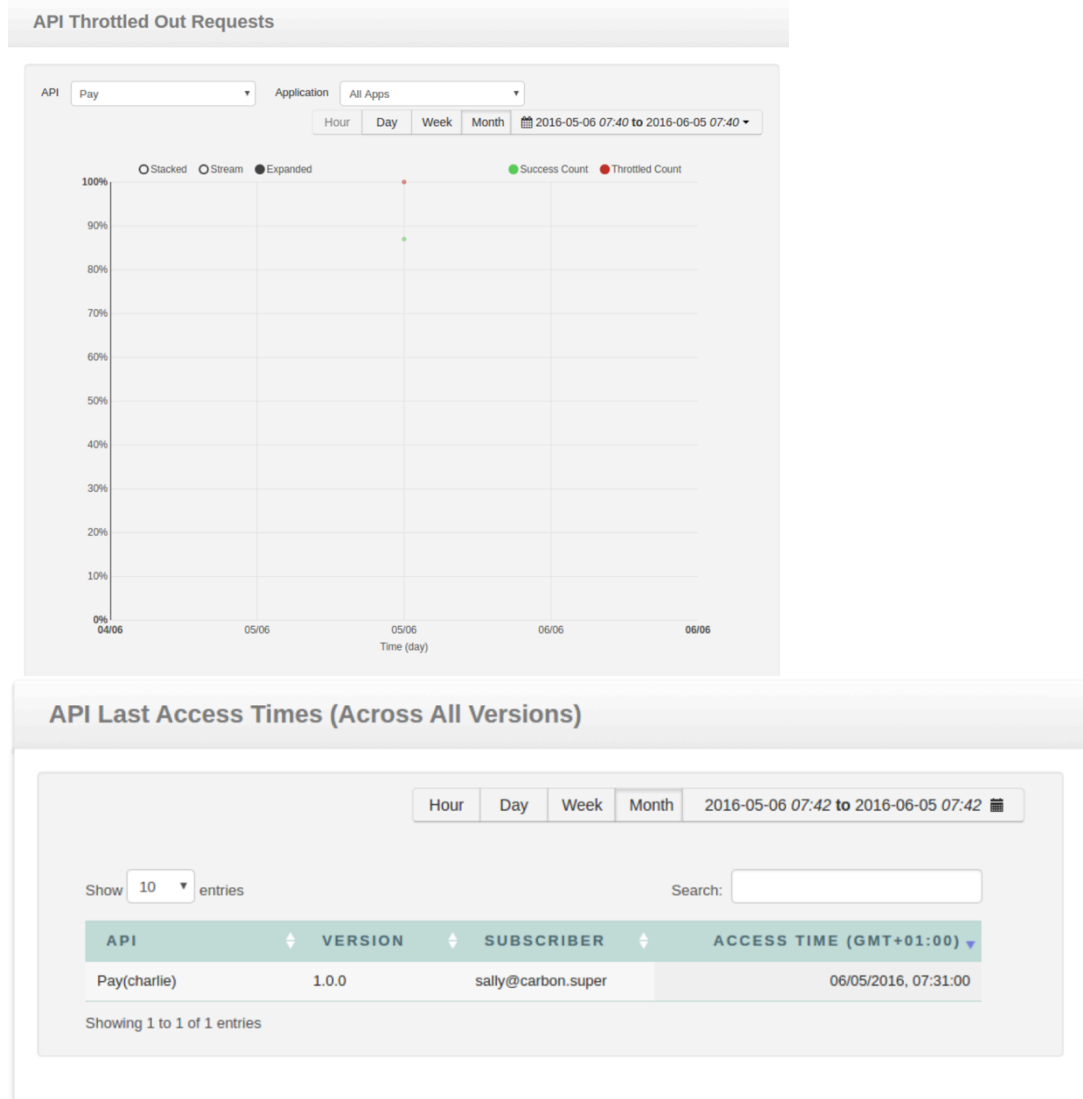 API Throttled Out Requests
API Pay Application All Apps
Hour Day Week Month 2016-05-06 07:40 to 2016-06-05 07:40
Stacked Stream Expanded Success Count Throttled Count
100%
90%
80%
70%
60%
50%
40%
30%
20%
10%
0%
04/06 05/06 05/06 06/06 06/06
Time (day)
API Last Access Times (Across All Versions)
Hour Day Week Month 2016-05-06 07:42 to 2016-06-05 07:42
Show 10 entries Search:
API VERSION SUBSCRIBER ACCESS TIME (GMT+01:00)
Pay(charlie) 1.0.0 sally@carbon.super 06/05/2016, 07:31:00
Showing 1 to 1 of 1 entries